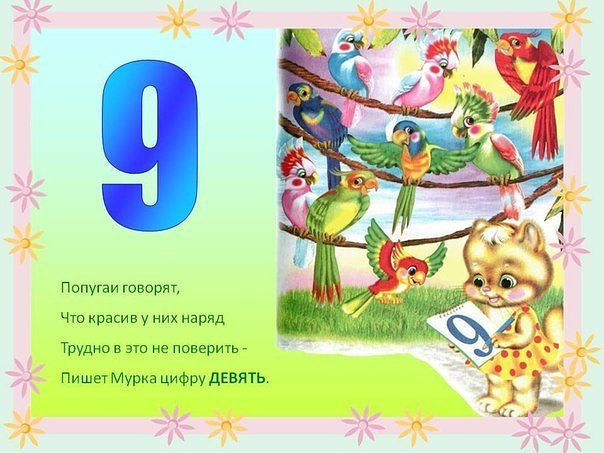 9
Попугаи говорят,
Что красив у них наряд
Трудно в это не поверить -
Пишет Мурка цифру ДЕВЯТЬ.
9